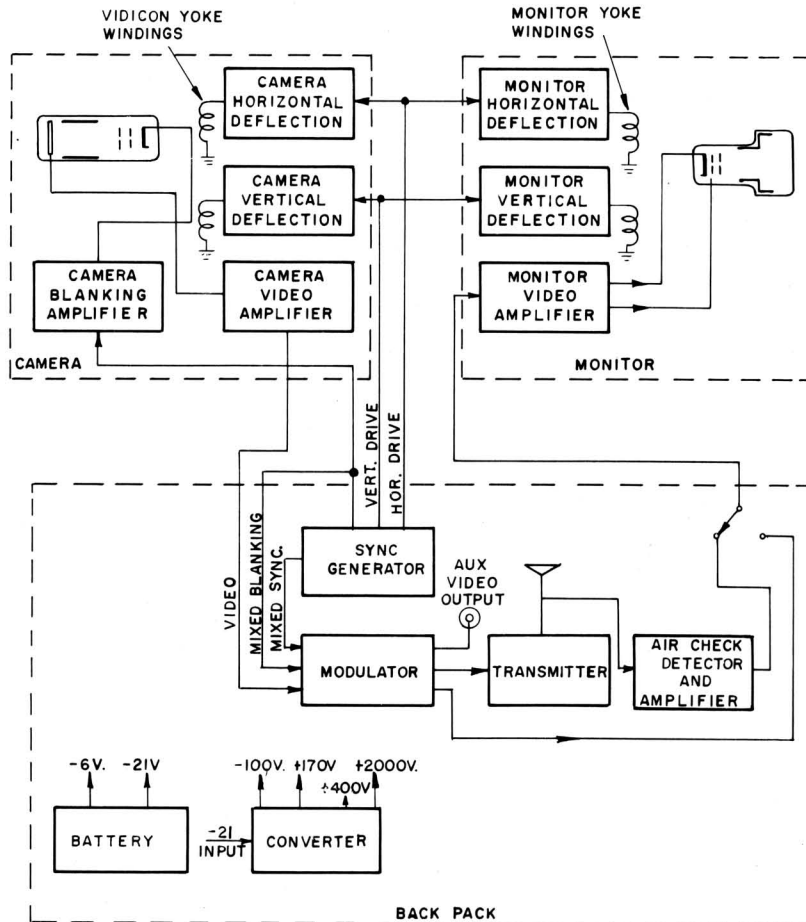 VIDICON YOKE
WINDINGS
MONITOR YOKE
WINDINGS
CAMERA
HORIZONTAL
DEFLECTION
MONITOR
HORIZONTAL
DEFLECTION
CAMERA
VERTICAL
DEFLECTION
MONITOR
VERTICAL
DEFLECTION
CAMERA
BLANKING
AMPLIFIER
CAMERA
VIDEO
AMPLIFIER
MONITOR
VIDEO
AMPLIFIER
CAMERA
MONITOR
VERT. DRIVE
HOR. DRIVE
VIDEO
MIXED BLANKING
MIXED SYNC.
SYNC
GENERATOR
AUX
VIDEO
OUTPUT
MODULATOR
TRANSMITTER
AIR CHECK
DETECTOR
AND
AMPLIFIER
-6V. -21V
-100V. +170V +2000V.
+400V
BATTERY
-21
INPUT
CONVERTER
BACK PACK